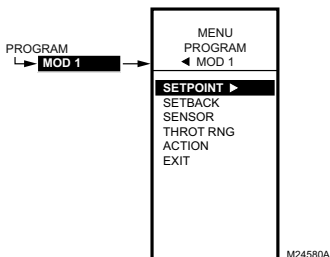 PROGRAM
MOD 1
MENU
PROGRAM
◄ MOD 1
SETPOINT ►
SETBACK
SENSOR
THROT RNG
ACTION
EXIT
M24580A